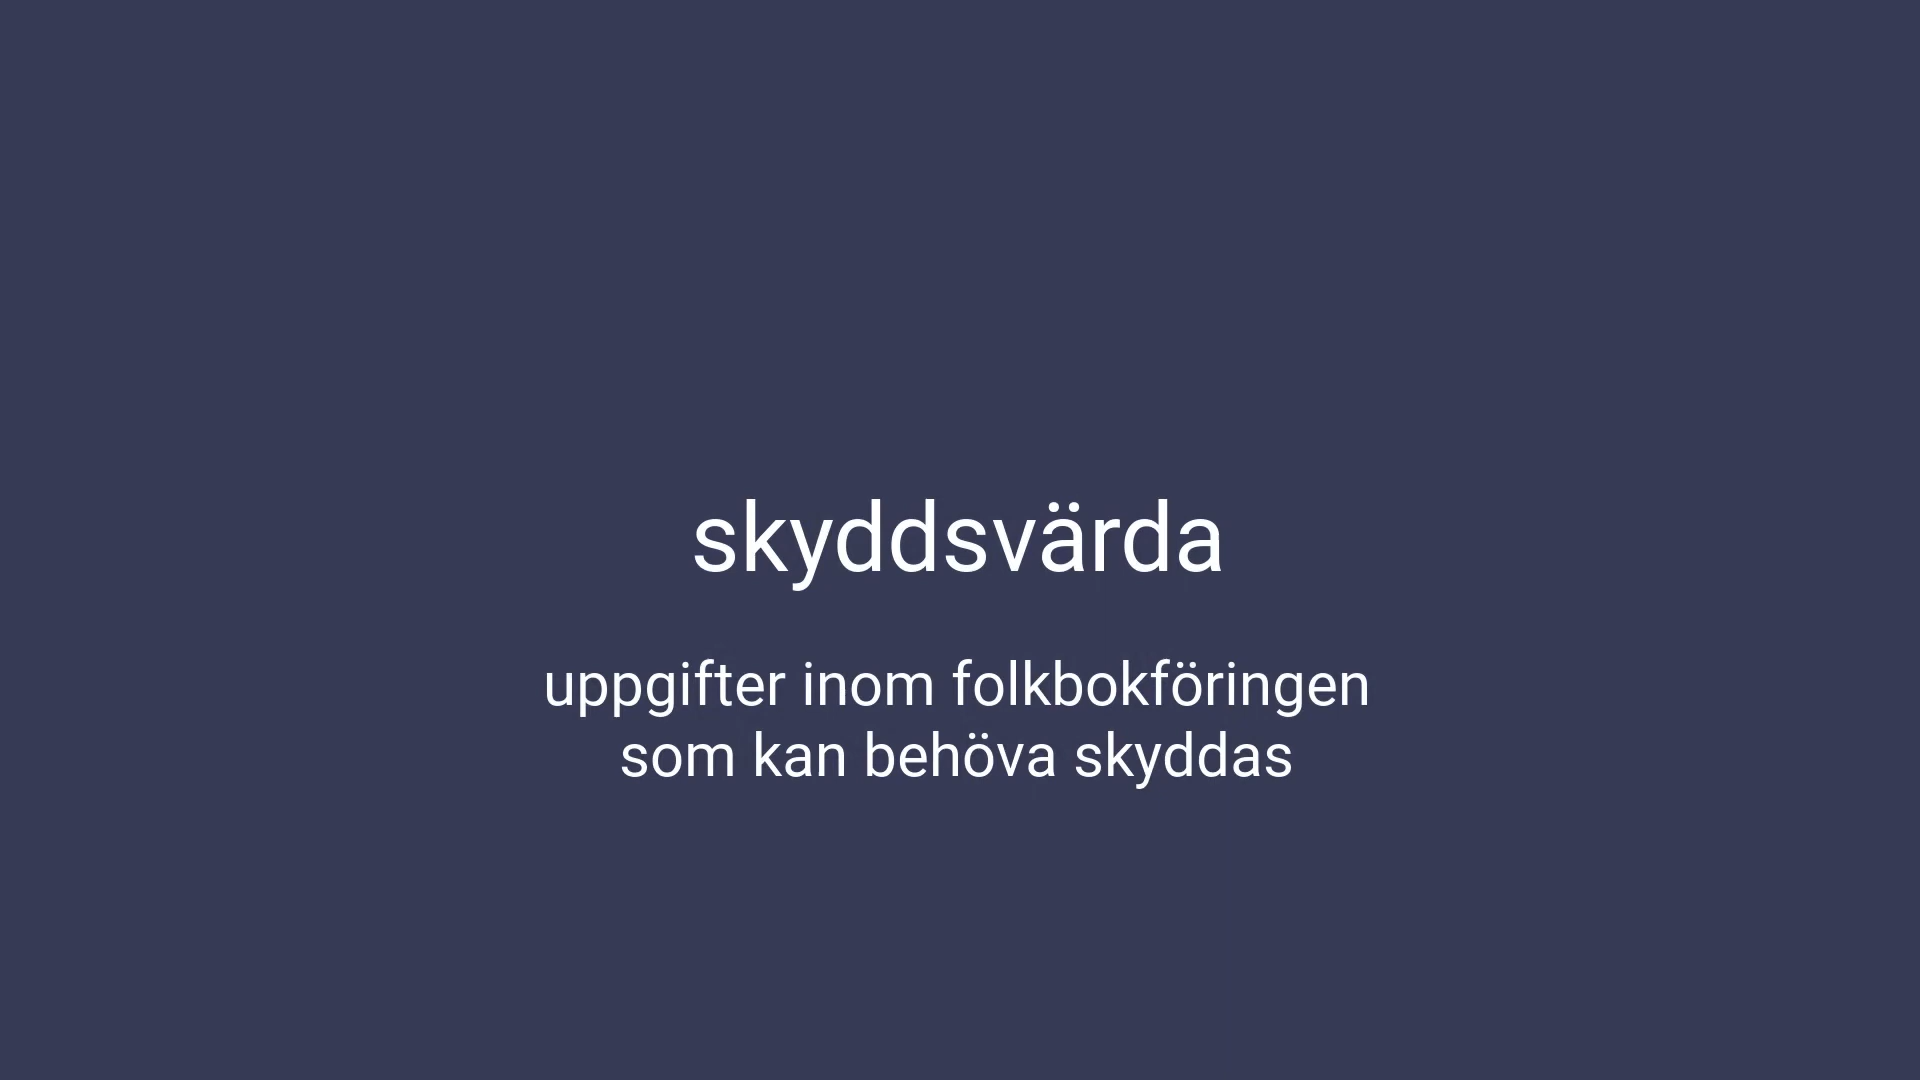 skyddsvärda
uppgifter inom folkbokföringen
som kan behöva skyddas